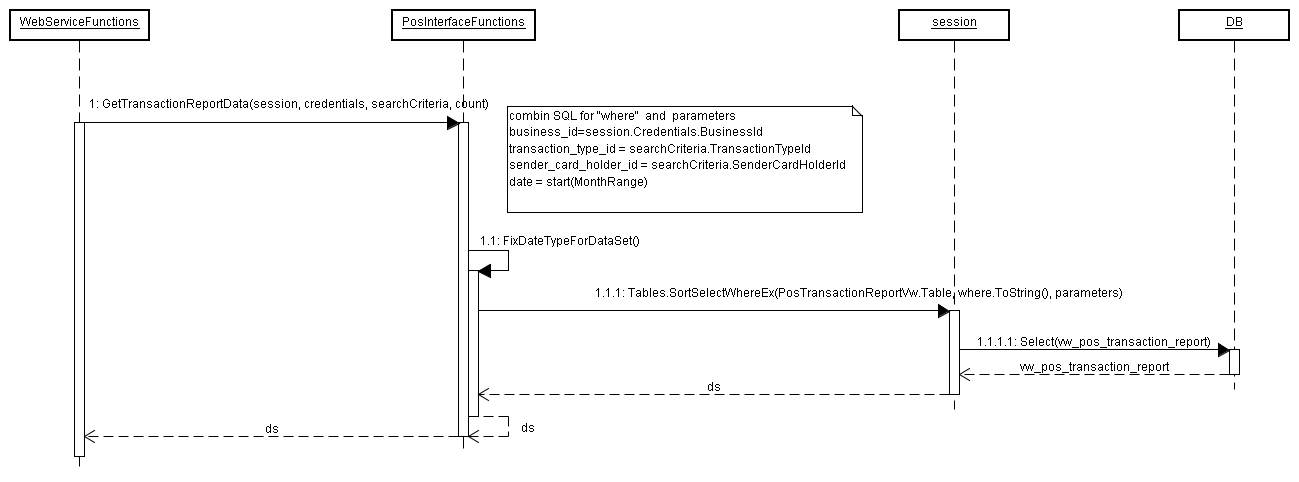 WebServiceFunctions
PosInterfaceFunctions
session
DB
1: GetTransactionReportData(session, credentials, searchCriteria, count)
combin SQL for "where" and parameters
business_id=session.Credentials.BusinessId
transaction_type_id = searchCriteria.TransactionTypeId
sender_card_holder_id = searchCriteria.SenderCardHolderId
date = start(MonthRange)
1.1: FixDateTypeForDataSet()
1.1.1: Tables.SortSelectWhereEx(PosTransactionReportVw.Table, where.ToString(), parameters)
1.1.1.1: Select(vw_pos_transaction_report)
vw_pos_transaction_report
ds
ds
ds